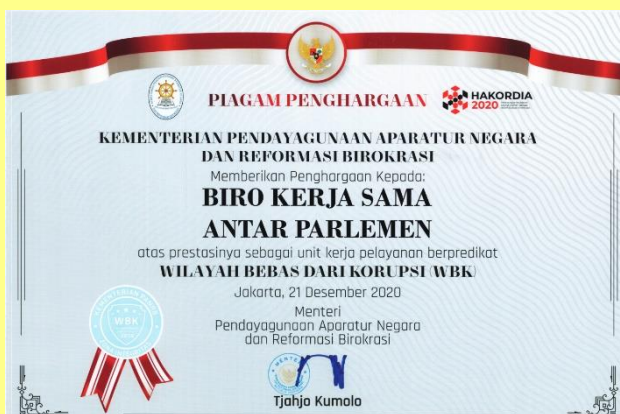 PIAGAM PENGHARGAAN
HAKORDIA
2020
KEMENTERIAN PENDAYAGUNAAN APARATUR NEGARA
DAN REFORMASI BIROKRASI
Memberikan Penghargaan Kepada:
BIRO KERJA SAMA
ANTAR PARLEMEN
atas prestasinya sebagai unit kerja pelayanan berpredikat
WILAYAH BEBAS DARI KORUPSI (WBK)
Jakarta, 21 Desember 2020
Menteri
Pendayagunaan Aparatur Negara
dan Reformasi Birokrasi
WBK
Tjahjo Kumolo